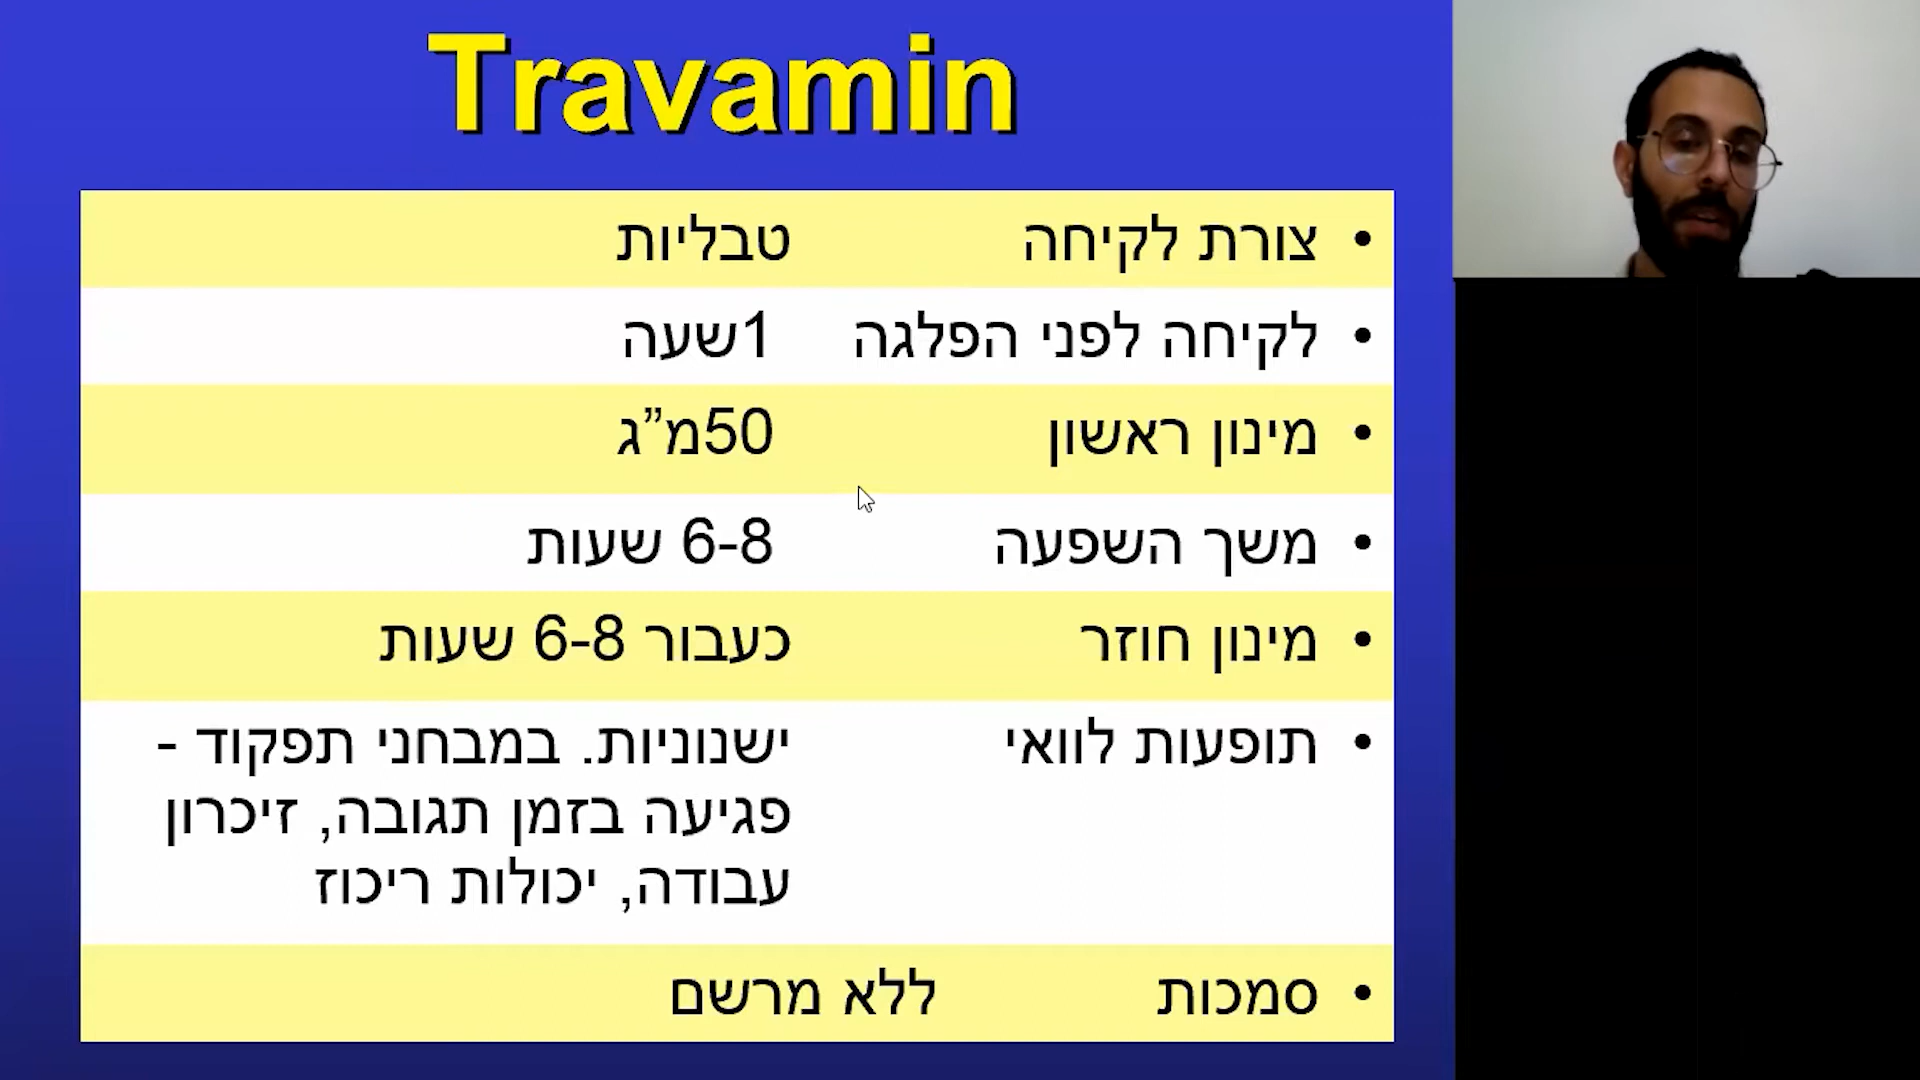 Travamin
• צורת לקיחה טבליות
• לקיחה לפני הפלגה 1שעה
• מינון ראשון 50מ”ג
• משך השפעה 6-8 שעות
• מינון חוזר כעבור 6-8 שעות
• תופעות לוואי ישנוניות. במבחני תפקוד -
פגיעה בזמן תגובה, זיכרון
עבודה, יכולות ריכוז
• סמכות ללא מרשם